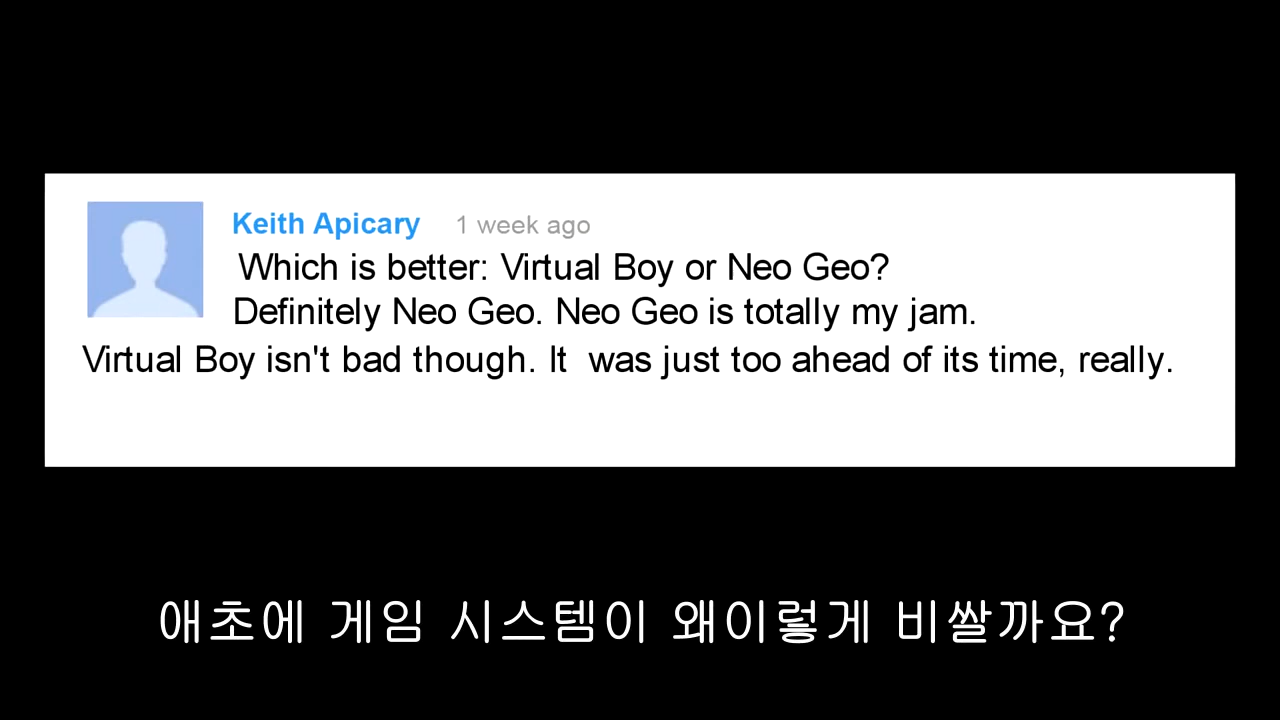 Keith Apicary 1 week ago
Which is better: Virtual Boy or Neo Geo?
Definitely Neo Geo. Neo Geo is totally my jam.
Virtual Boy isn't bad though. It  was just too ahead of its time, really.
애초에 게임 시스템이 왜이렇게 비쌀까요?